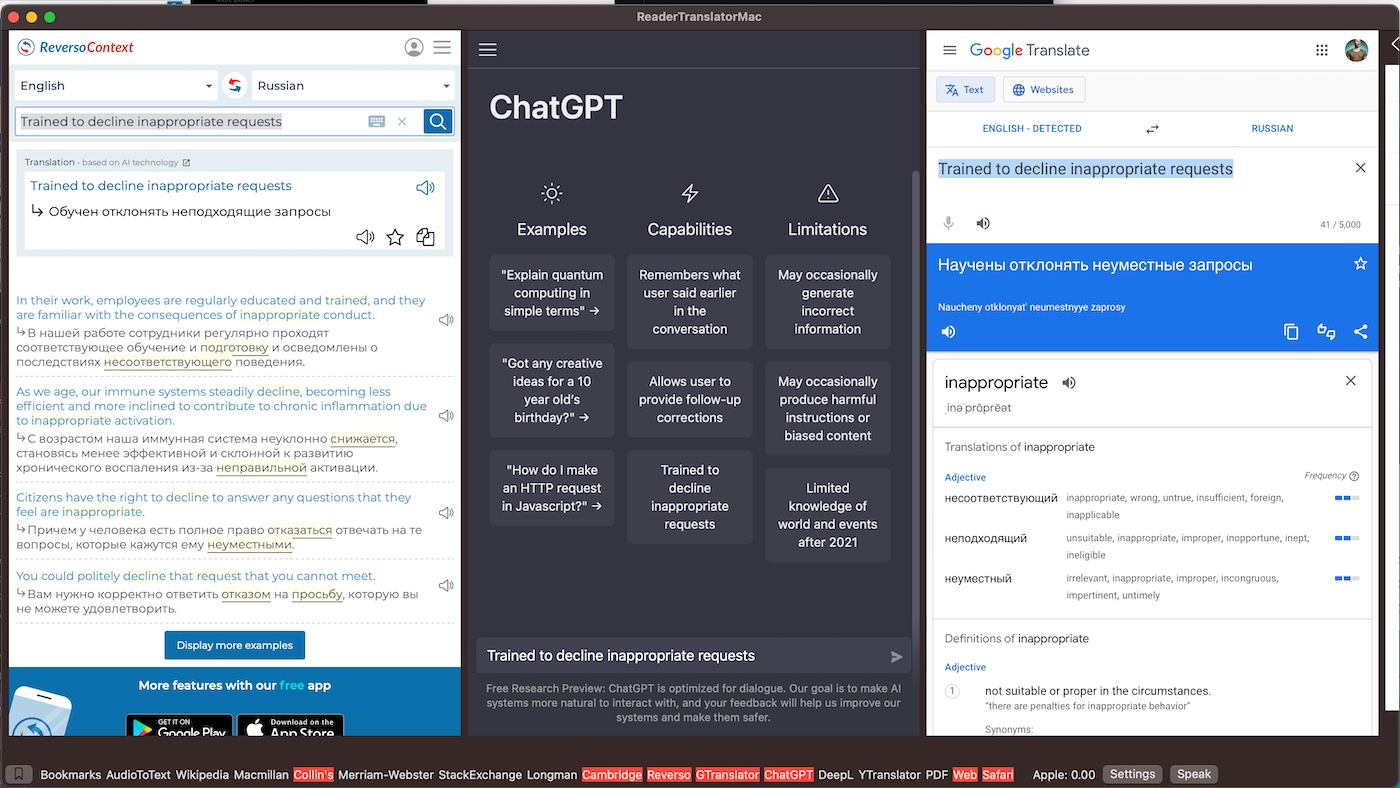 ReaderTranslatorMac
ReversoContext
English
Russian
Trained to decline inappropriate requests
Translation - based on AI technology
Trained to decline inappropriate requests
↳ Обучен отклонять неподходящие запросы
In their work, employees are regularly educated and trained, and they
are familiar with the consequences of inappropriate conduct.
↳В нашей работе сотрудники регулярно проходят
соответствующее обучение и подготовку и осведомлены о
последствиях несоответствующего поведения.
As we age, our immune systems steadily decline, becoming less
efficient and more inclined to contribute to chronic inflammation due
to inappropriate activation.
↳С возрастом наша иммунная система неуклонно снижается,
становясь менее эффективной и склонной к развитию
хронического воспаления из-за неправильной активации.
Citizens have the right to decline to answer any questions that they
feel are inappropriate.
↳Причем у человека есть полное право отказаться отвечать на те
вопросы, которые кажутся ему неуместными.
You could politely decline that request that you cannot meet.
↳Вам нужно корректно ответить отказом на просьбу, которую вы
не можете удовлетворить.
Display more examples
More features with our free app
GET IT ON
Google Play
Download on the
App Store
ChatGPT
Examples
"Explain quantum
computing in
simple terms" →
"Got any creative
ideas for a 10
year old's
birthday?" →
"How do I make
an HTTP request
in Javascript?" →
Capabilities
Remembers what
user said earlier
in the
conversation
Allows user to
provide follow-up
corrections
Trained to
decline
inappropriate
requests
Limitations
May occasionally
generate
incorrect
information
May occasionally
produce harmful
instructions or
biased content
Limited
knowledge of
world and events
after 2021
Trained to decline inappropriate requests
Free Research Preview: ChatGPT is optimized for dialogue. Our goal is to make AI
systems more natural to interact with, and your feedback will help us improve our
systems and make them safer.
Google Translate
Text
Websites
ENGLISH - DETECTED
RUSSIAN
Trained to decline inappropriate requests
41 / 5,000
Научены отклонять неуместные запросы
Naucheny otklonyat' neumestnyye zaprosy
inappropriate
ˌinəˈprōprēət
Translations of inappropriate
Adjective
Frequency
несоответствующий
inappropriate, wrong, untrue, insufficient, foreign,
inapplicable
неподходящий
unsuitable, inappropriate, improper, inopportune, inept,
ineligible
неуместный
irrelevant, inappropriate, improper, incongruous,
impertinent, untimely
Definitions of inappropriate
Adjective
1
not suitable or proper in the circumstances.
"there are penalties for inappropriate behavior"
Synonyms:
Bookmarks AudioToText Wikipedia Macmillan Collin's Merriam-Webster StackExchange Longman Cambridge Reverso GTranslator ChatGPT DeepL YTranslator PDF Web Safari Apple: 0.00 Settings Speak